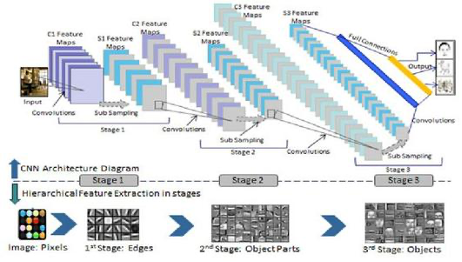 C1 Feature
Maps
S1 Feature
Maps
C2 Feature
Maps
S2 Feature
Maps
C3 Feature
Maps
S3 Feature
Maps
Full Connections
Output
Input
Convolutions
Sub Sampling
Stage 1
Convolutions
Sub Sampling
Stage 2
Convolutions
Sub Sampling
Stage 3
Convolutions
CNN Architecture Diagram
Stage 1
Stage 2
Stage 3
Hierarchical Feature Extraction in stages
Image: Pixels
1st Stage: Edges
2nd Stage: Object Parts
3rd Stage: Objects